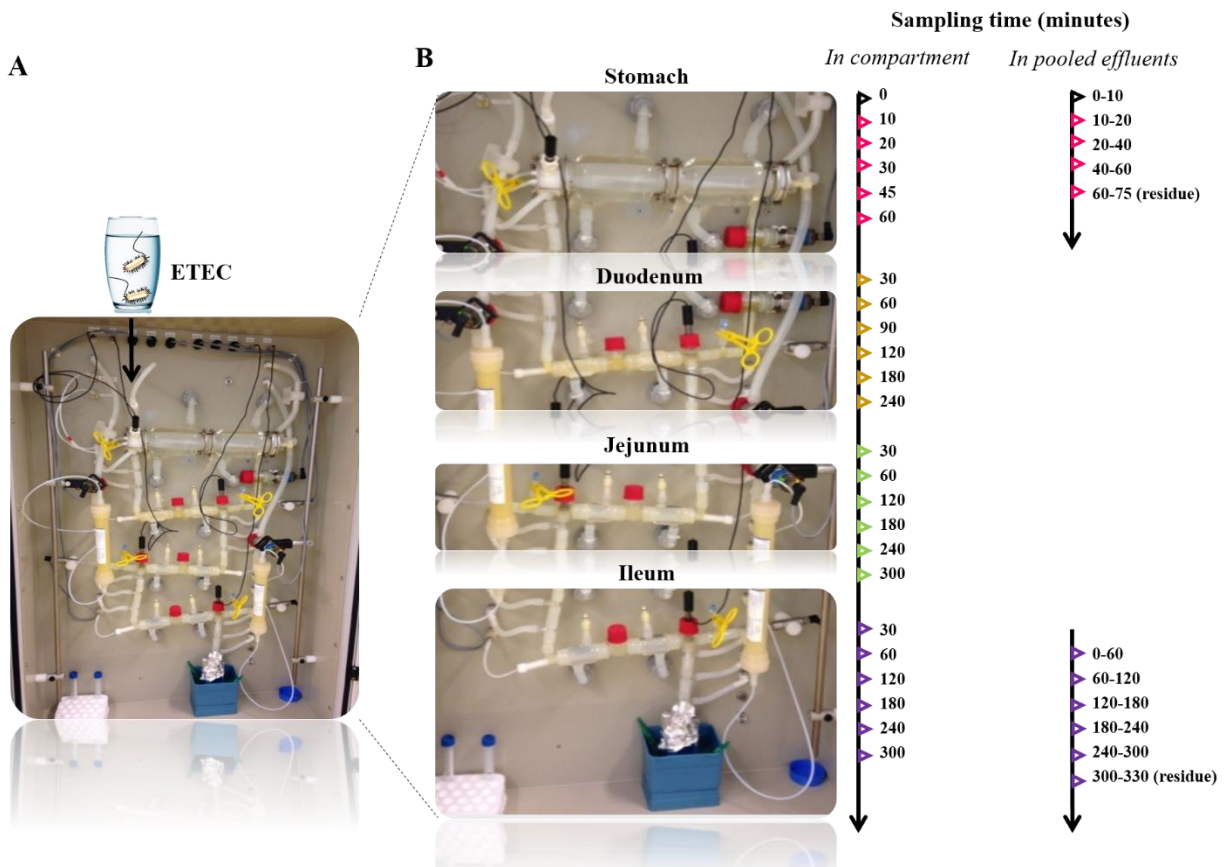 Sampling time (minutes)
A
B
In compartment
In pooled effluents
Stomach
0
10
20
30
45
60
0-10
10-20
20-40
40-60
60-75 (residue)
ETEC
Duodenum
30
60
90
120
180
240
Jejunum
30
60
120
180
240
300
Ileum
30
60
120
180
240
300
0-60
60-120
120-180
180-240
240-300
300-330 (residue)